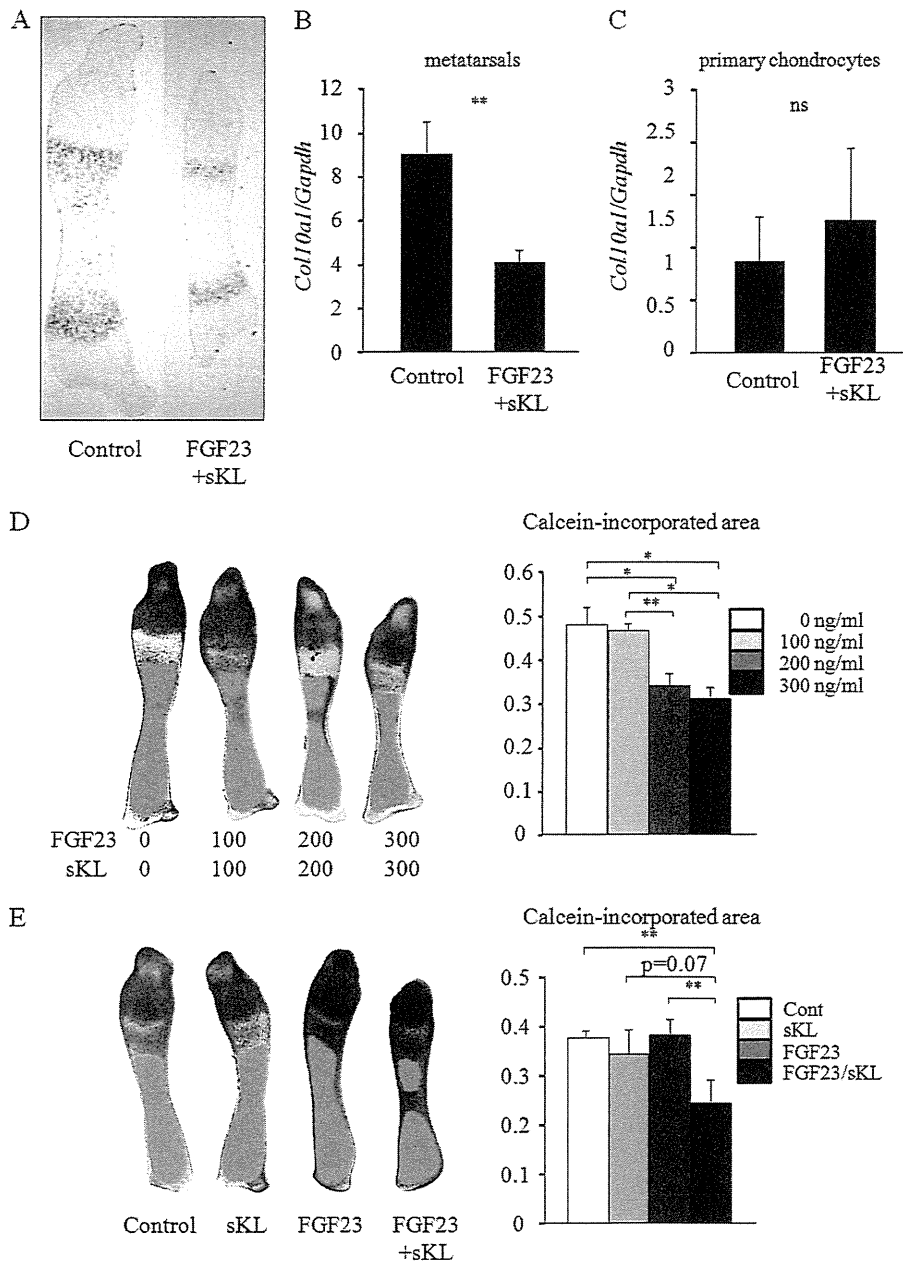 A
Control
FGF23
+sKL
B
metatarsals
**
12
10
8
6
4
2
0
Col10a1/Gapdh
Control
FGF23
+sKL
C
primary chondrocytes
ns
3
2.5
2
1.5
1
0.5
0
Col10a1/Gapdh
Control
FGF23
+sKL
D
FGF23 0 100 200 300
sKL 0 100 200 300
Calcein-incorporated area
*
*
*
**
0.6
0.5
0.4
0.3
0.2
0.1
0
0 ng/ml
100 ng/ml
200 ng/ml
300 ng/ml
E
Control sKL FGF23 FGF23
+sKL
Calcein-incorporated area
**
p=0.07
**
0.5
0.4
0.3
0.2
0.1
0
Cont
sKL
FGF23
FGF23/sKL